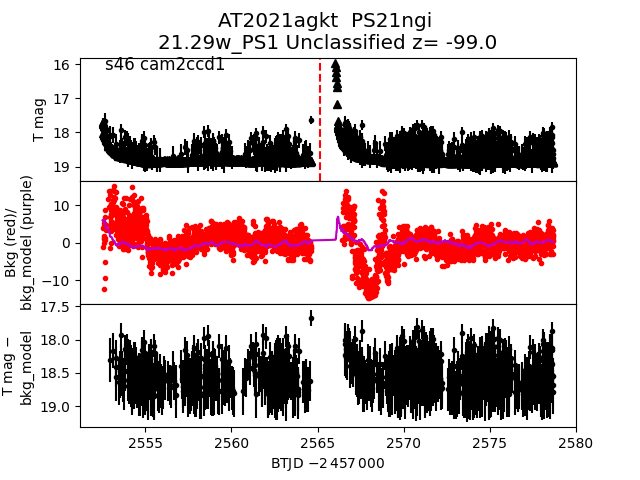 AT2021agkt  PS21ngi
21.29w_PS1 Unclassified z= -99.0
s46 cam2ccd1
16
17
18
19
T mag
10
0
−10
Bkg (red)/
bkg_model (purple)
17.5
18.0
18.5
19.0
T mag −
bkg_model
2555
2560
2565
2570
2575
2580
BTJD −2 457 000